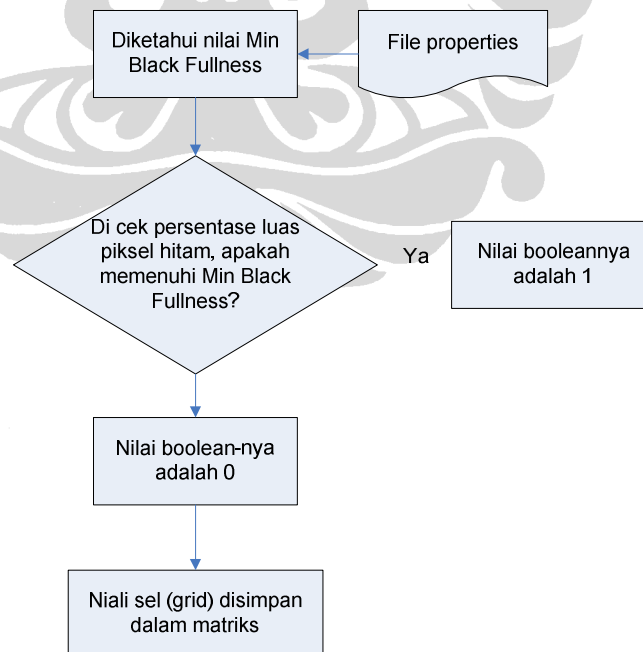 Diketahui nilai Min
Black Fullness
File properties
Di cek persentase luas
piksel hitam, apakah
memenuhi Min Black
Fullness?
Ya
Nilai booleannya
adalah 1
Nilai boolean-nya
adalah 0
Niali sel (grid) disimpan
dalam matriks